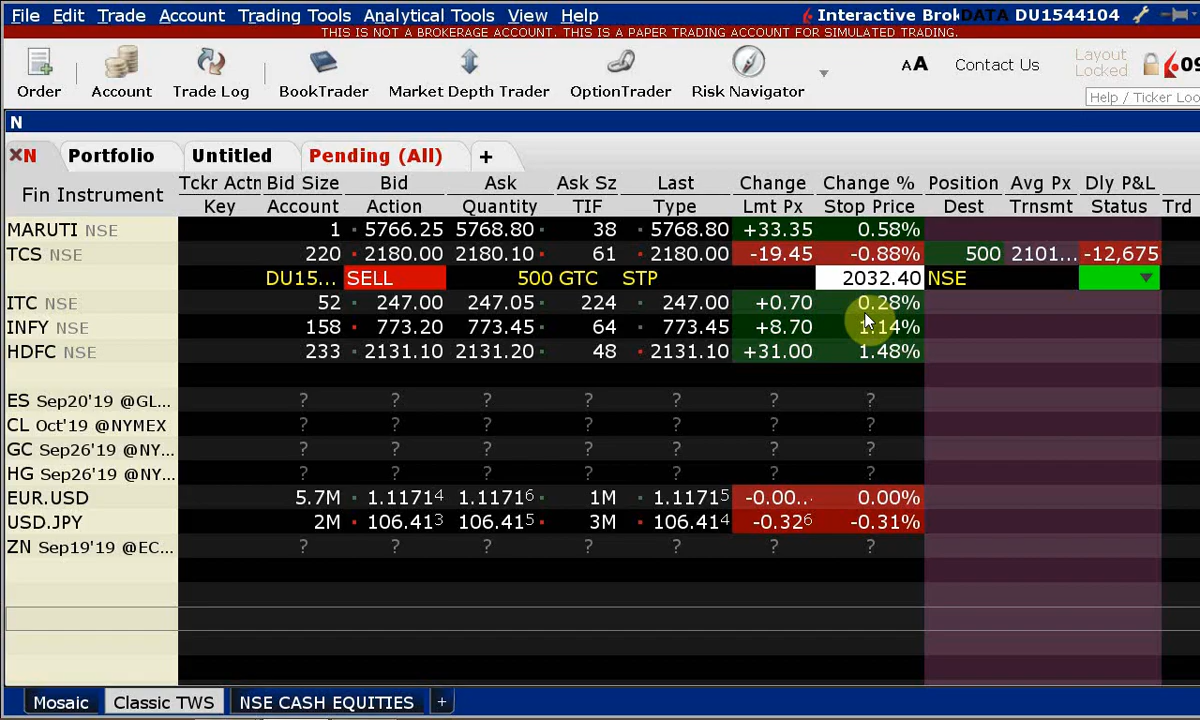 File Edit Trade Account Trading Tools Analytical Tools View Help Interactive Brok DATA DU1544104
THIS IS NOT A BROKERAGE ACCOUNT. THIS IS A PAPER TRADING ACCOUNT FOR SIMULATED TRADING.
Order Account Trade Log BookTrader Market Depth Trader OptionTrader Risk Navigator AA Contact Us Layout Locked 09
Help / Ticker Loo
N
N Portfolio Untitled Pending (All) +
Fin Instrument Tckr Actn Bid Size Bid Ask Ask Sz Last Change Change % Position Avg Px Dly P&L
Key Account Action Quantity TIF Type Lmt Px Stop Price Dest Trnsmt Status Trd
MARUTI NSE 1 5766.25 5768.80 38 5768.80 +33.35 0.58%
TCS NSE 220 2180.00 2180.10 61 2180.00 -19.45 -0.88% 500 2101... -12,675
DU15... SELL 500 GTC STP 2032.40 NSE
ITC NSE 52 247.00 247.05 224 247.00 +0.70 0.28%
INFY NSE 158 773.20 773.45 64 773.45 +8.70 1.14%
HDFC NSE 233 2131.10 2131.20 48 2131.10 +31.00 1.48%
ES Sep20'19 @GL... ? ? ? ? ? ? ?
CL Oct'19 @NYMEX ? ? ? ? ? ? ?
GC Sep26'19 @NY... ? ? ? ? ? ? ?
HG Sep26'19 @NY... ? ? ? ? ? ? ?
EUR.USD 5.7M 1.11714 1.11716 1M 1.11715 -0.00... 0.00%
USD.JPY 2M 106.413 106.415 3M 106.414 -0.326 -0.31%
ZN Sep19'19 @EC... ? ? ? ? ? ? ?
Mosaic Classic TWS NSE CASH EQUITIES +